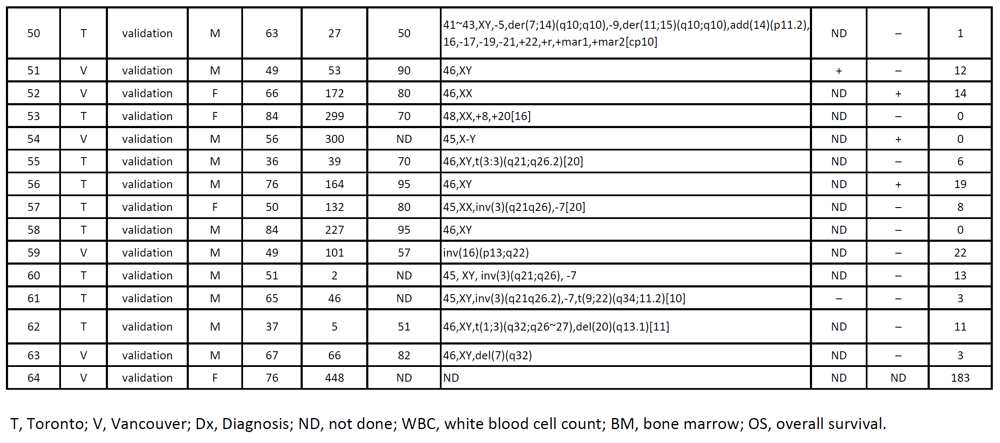 50 T validation M 63 27 50 41~43,XY,-5,der(7;14)(q10;q10),-9,der(11;15)(q10;q10),add(14)(p11.2), ND – 1
16,-17,-19,-21,+22,+r,+mar1,+mar2[cp10]
51 V validation M 49 53 90 46,XY + – 12
52 V validation F 66 172 80 46,XX ND + 14
53 T validation F 84 299 70 48,XX,+8,+20[16] ND – 0
54 V validation M 56 300 ND 45,X-Y ND + 0
55 T validation M 36 39 70 46,XY,t(3:3)(q21;q26.2)[20] ND – 6
56 T validation M 76 164 95 46,XY ND + 19
57 T validation F 50 132 80 45,XX,inv(3)(q21q26),-7[20] ND – 8
58 T validation M 84 227 95 46,XY ND – 0
59 V validation M 49 101 57 inv(16)(p13;q22) ND – 22
60 T validation M 51 2 ND 45, XY, inv(3)(q21;q26), -7 ND – 13
61 T validation M 65 46 ND 45,XY,inv(3)(q21q26.2),-7,t(9;22)(q34;11.2)[10] – – 3
62 T validation M 37 5 51 46,XY,t(1;3)(q32;q26~27),del(20)(q13.1)[11] ND – 11
63 V validation M 67 66 82 46,XY,del(7)(q32) ND – 3
64 V validation F 76 448 ND ND ND ND 183
T, Toronto; V, Vancouver; Dx, Diagnosis; ND, not done; WBC, white blood cell count; BM, bone marrow; OS, overall survival.